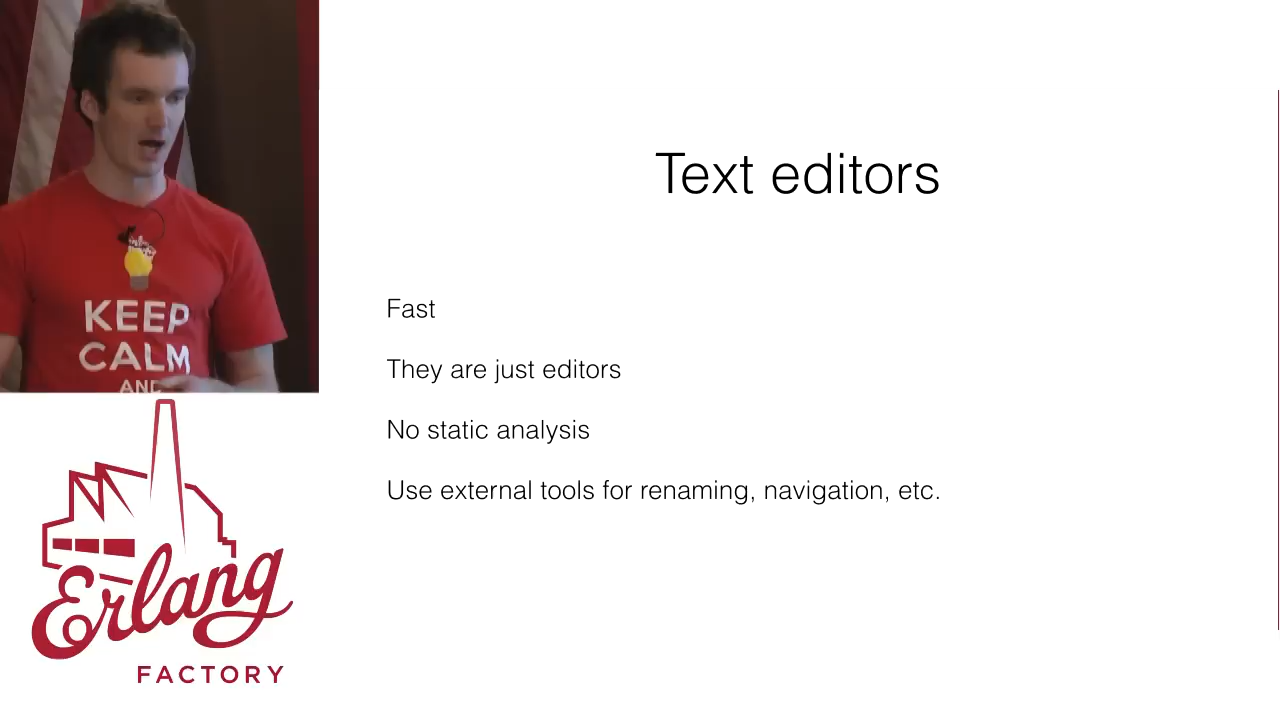 Text editors
Fast
They are just editors
No static analysis
Use external tools for renaming, navigation, etc.
KEEP
CALM
AND
Erlang
FACTORY